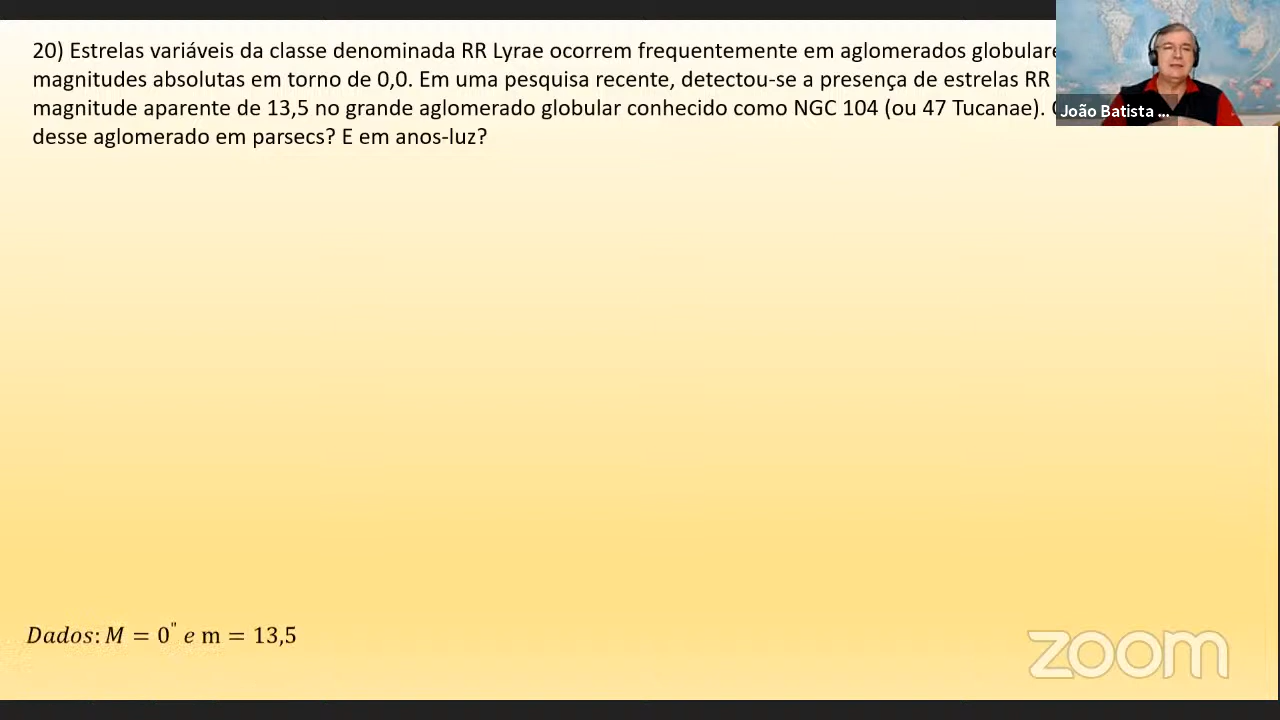 20) Estrelas variáveis da classe denominada RR Lyrae ocorrem frequentemente em aglomerados
magnitudes absolutas em torno de 0,0. Em uma pesquisa recente, detectou-se a presença de estrelas RR
magnitude aparente de 13,5 no grande aglomerado globular conhecido como NGC 104 (ou 47 Tucanae).
desse aglomerado em parsecs? E em anos-luz?
João Batista ...
Dados: M = 0" e m = 13,5
zoom